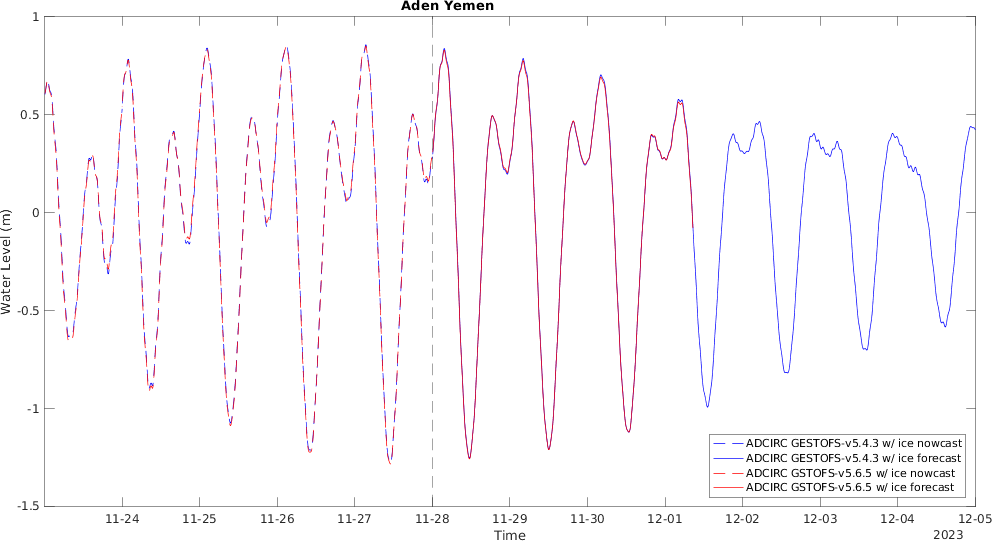 Aden Yemen
1
0.5
0
-0.5
-1
-1.5
Water Level (m)
ADCIRC GESTOFS-v5.4.3 w/ ice nowcast
ADCIRC GESTOFS-v5.4.3 w/ ice forecast
ADCIRC GSTOFS-v5.6.5 w/ ice nowcast
ADCIRC GSTOFS-v5.6.5 w/ ice forecast
11-24 11-25 11-26 11-27 11-28 11-29 11-30 12-01 12-02 12-03 12-04 12-05
Time
2023